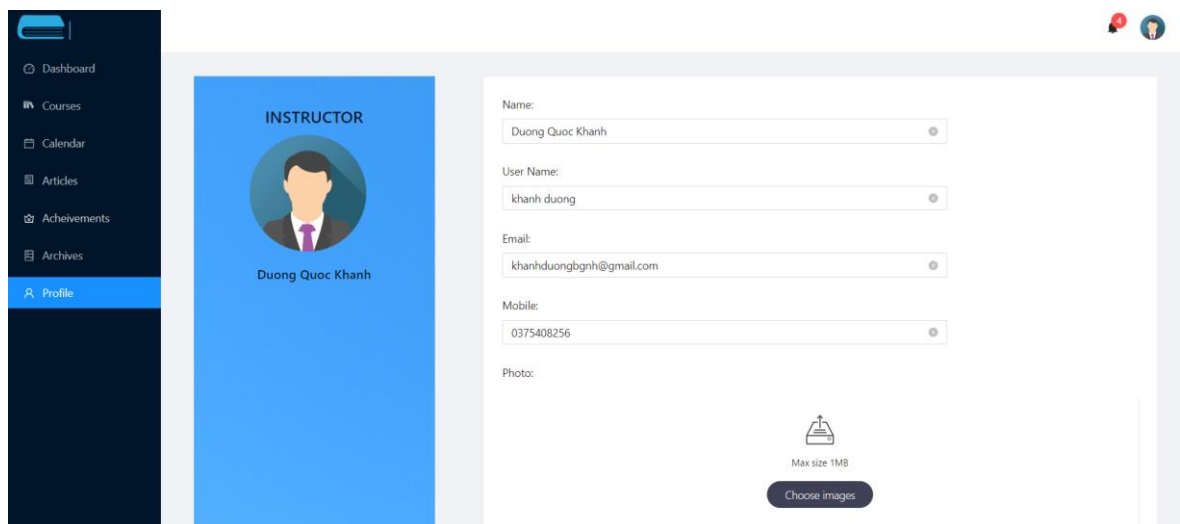 4
Dashboard
Courses
Calendar
Articles
Acheivements
Archives
Profile
INSTRUCTOR
Duong Quoc Khanh
Name:
Duong Quoc Khanh
User Name:
khanh duong
Email:
khanhduongbgnh@gmail.com
Mobile:
0375408256
Photo:
Max size 1MB
Choose images